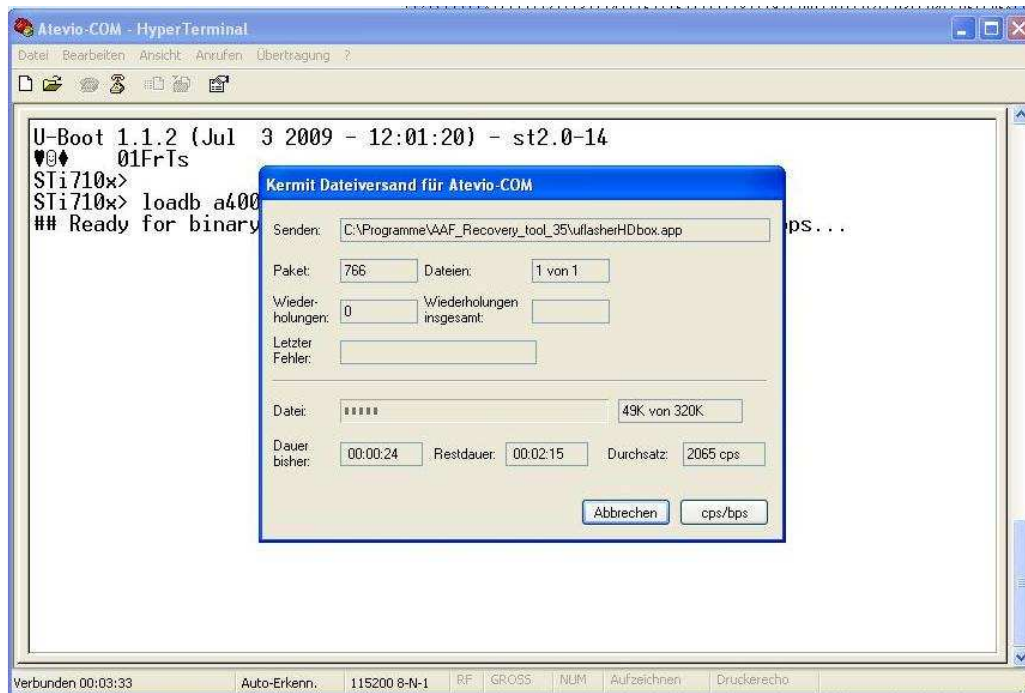 Atevio-COM - HyperTerminal
Datei Bearbeiten Ansicht Anrufen Übertragung ?
U-Boot 1.1.2 (Jul 3 2009 - 12:01:20) - st2.0-14
♥☺♦ 01FrTs
STi710x>
STi710x> loadb a400
## Ready for binary ps...
Kermit Dateiversand für Atevio-COM
Senden: C:\Programme\AAF_Recovery_tool_35\uflasherHDbox.app
Paket: 766 Dateien: 1 von 1
Wieder-holungen: 0 Wiederholungen insgesamt:
Letzter Fehler:
Datei: 49K von 320K
Dauer bisher: 00:00:24 Restdauer: 00:02:15 Durchsatz: 2065 cps
Abbrechen cps/bps
Verbunden 00:03:33 Auto-Erkenn. 115200 8-N-1 RF GROSS NUM Aufzeichnen Druckerecho